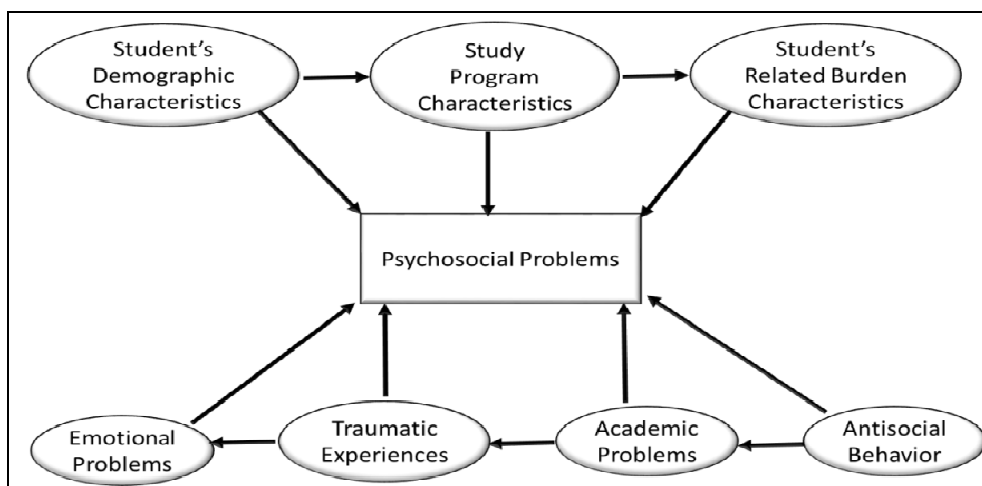 Student's
Demographic
Characteristics
Study
Program
Characteristics
Student's
Related Burden
Characteristics
Psychosocial Problems
Emotional
Problems
Traumatic
Experiences
Academic
Problems
Antisocial
Behavior